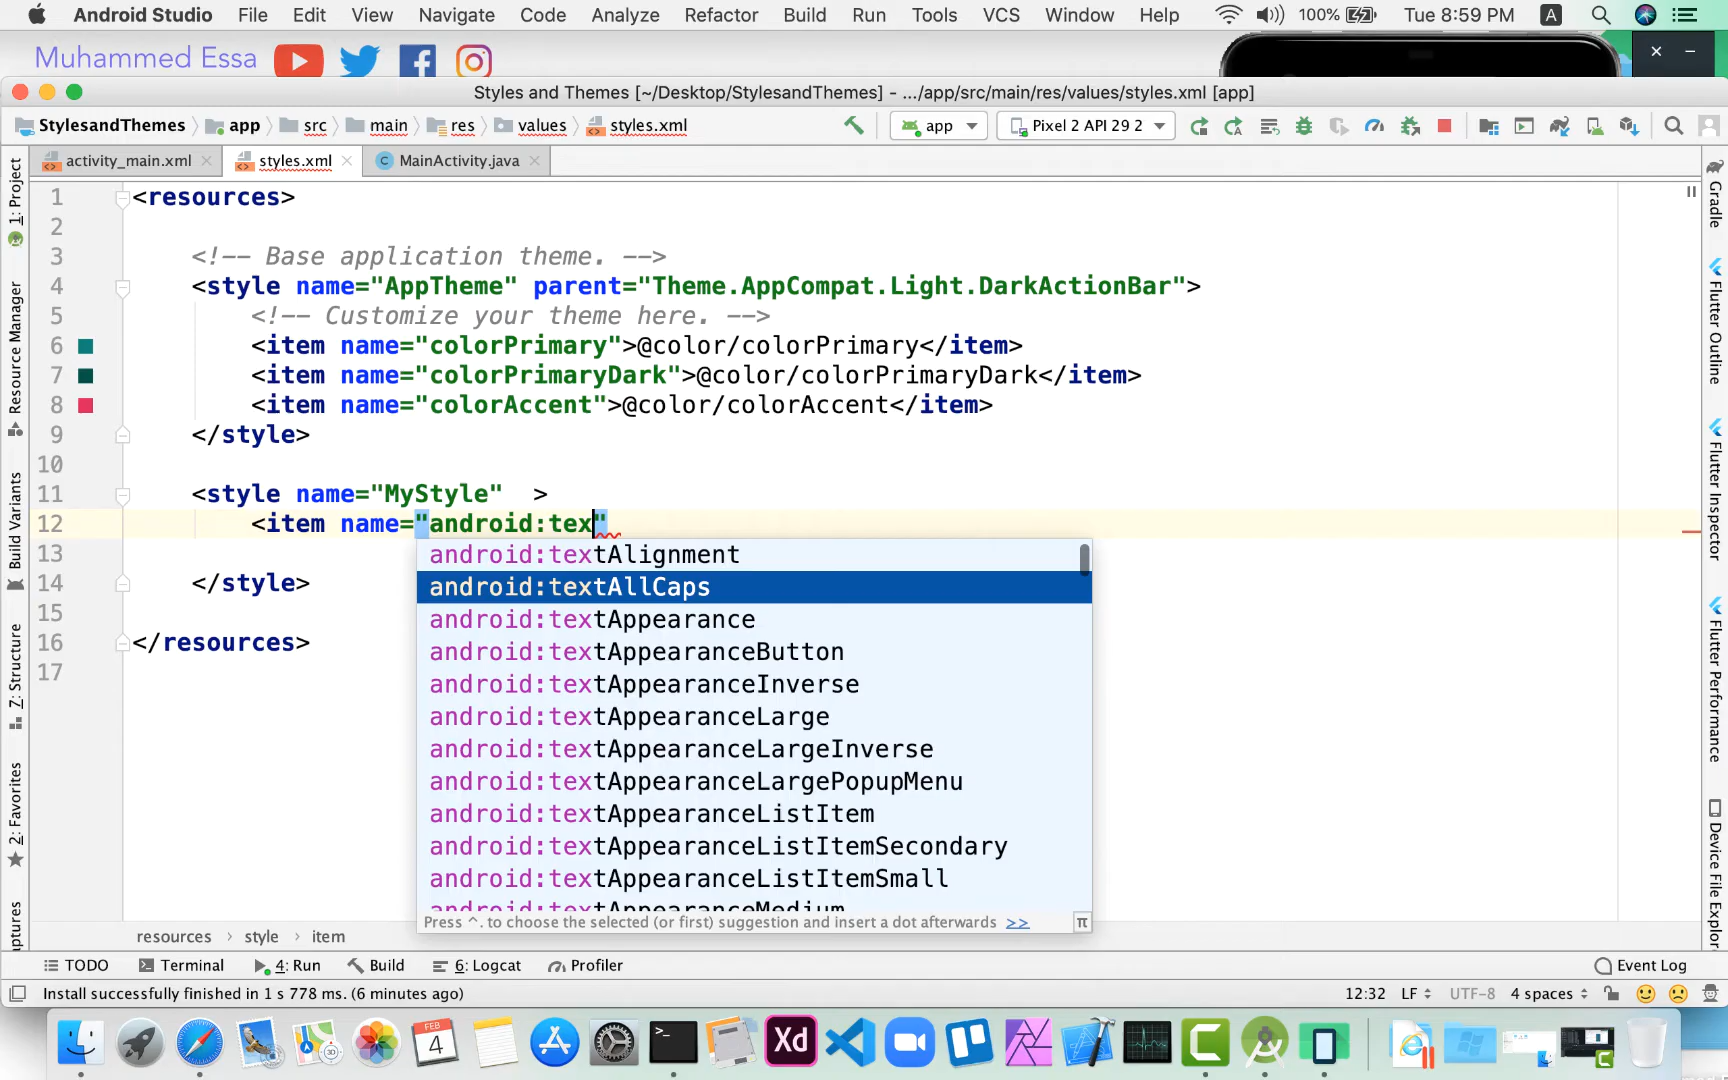 Android Studio File Edit View Navigate Code Analyze Refactor Build Run Tools VCS Window Help 100% Tue 8:59 PM A
Muhammed Essa
Styles and Themes [~/Desktop/StylesandThemes] - .../app/src/main/res/values/styles.xml [app]
StylesandThemes app src main res values styles.xml app Pixel 2 API 29 2
activity_main.xml styles.xml C MainActivity.java
1 <resources>
2
3 <!-- Base application theme. -->
4 <style name="AppTheme" parent="Theme.AppCompat.Light.DarkActionBar">
5 <!-- Customize your theme here. -->
6 <item name="colorPrimary">@color/colorPrimary</item>
7 <item name="colorPrimaryDark">@color/colorPrimaryDark</item>
8 <item name="colorAccent">@color/colorAccent</item>
9 </style>
10
11 <style name="MyStyle" >
12 <item name="android:tex"
13
14 </style>
15
16 </resources>
17
android:textAlignment
android:textAllCaps
android:textAppearance
android:textAppearanceButton
android:textAppearanceInverse
android:textAppearanceLarge
android:textAppearanceLargeInverse
android:textAppearanceLargePopupMenu
android:textAppearanceListItem
android:textAppearanceListItemSecondary
android:textAppearanceListItemSmall
android:textAppearanceMedium
Press ^. to choose the selected (or first) suggestion and insert a dot afterwards >> π
1: Project
Resource Manager
Build Variants
7: Structure
2: Favorites
Gradle
Flutter Outline
Flutter Inspector
Flutter Performance
Device File Explor
resources › style › item
TODO Terminal 4: Run Build 6: Logcat Profiler Event Log
Install successfully finished in 1 s 778 ms. (6 minutes ago) 12:32 LF UTF-8 4 spaces
FEB
4
3D
Xd